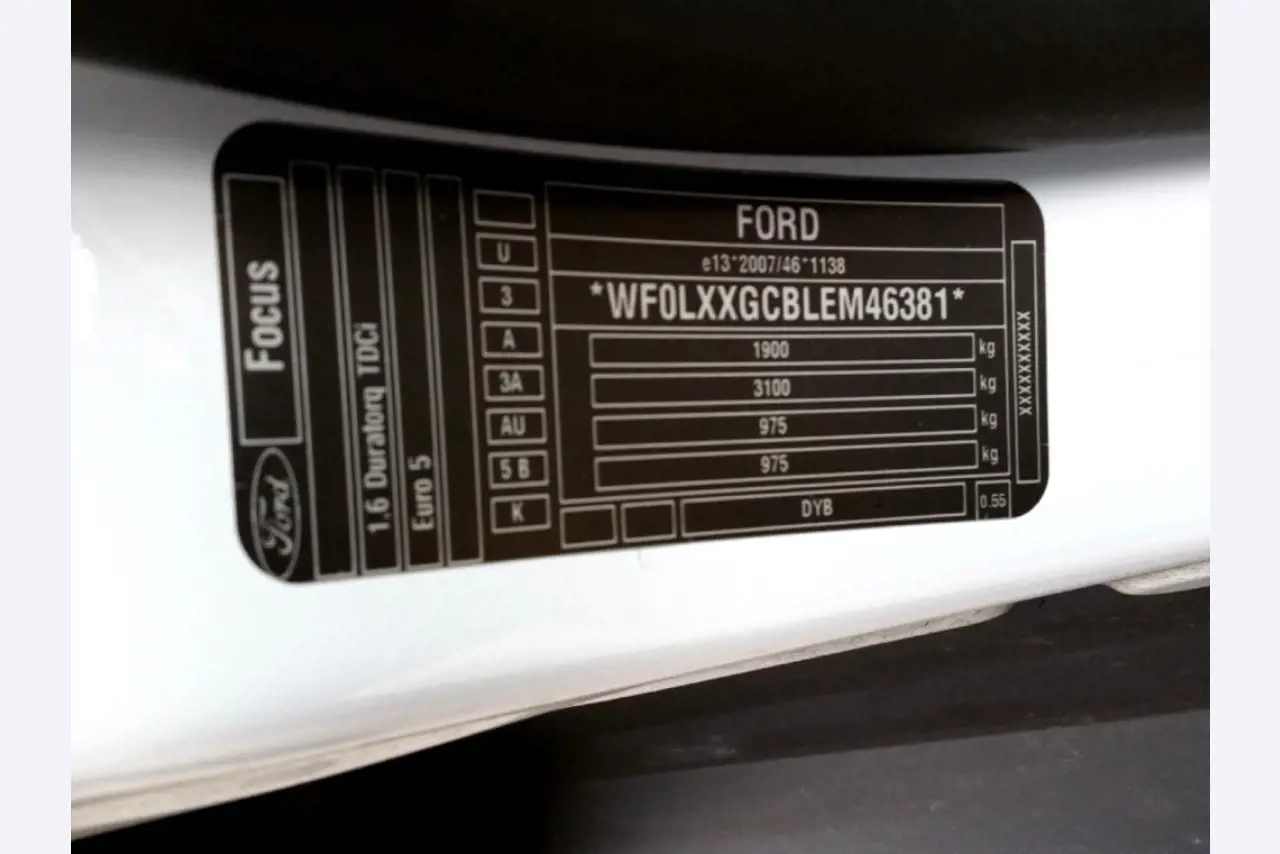 Focus
Ford
1.6 Duratorq TDCi
Euro 5
U
3
A
3A
AU
5 B
K
FORD
e13*2007/46*1138
*WF0LXXGCBLEM46381*
1900 kg
3100 kg
975 kg
975 kg
DYB
0.55
XXXXXXXXXX